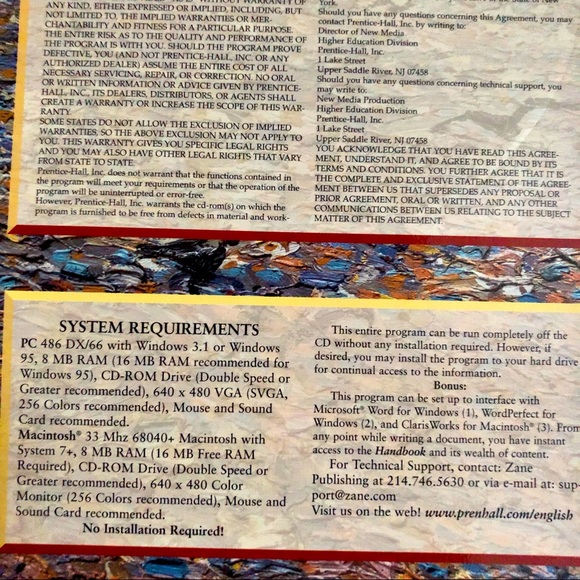 ANY KIND, EITHER EXPRESSED OR IMPLIED, INCLUDING, BUT
NOT LIMITED TO, THE IMPLIED WARRANTIES OR MER-
CHANTABILITY AND FITNESS FOR A PARTICULAR PURPOSE.
THE ENTIRE RISK AS TO THE QUALITY AND PERFORMANCE OF
THE PROGRAM IS WITH YOU. SHOULD THE PROGRAM PROVE
DEFECTIVE, YOU (AND NOT PRENTICE-HALL, INC. OR ANY
AUTHORIZED DEALER) ASSUME THE ENTIRE COST OF ALL
NECESSARY SERVICING, REPAIR, OR CORRECTION. NO ORAL
OR WRITTEN INFORMATION OR ADVICE GIVEN BY PRENTICE-
HALL, INC., ITS DEALERS, DISTRIBUTORS, OR AGENTS SHALL
CREATE A WARRANTY OR INCREASE THE SCOPE OF THIS WAR-
RANTY.
SOME STATES DO NOT ALLOW THE EXCLUSION OF IMPLIED
WARRANTIES, SO THE ABOVE EXCLUSION MAY NOT APPLY TO
YOU. THIS WARRANTY GIVES YOU SPECIFIC LEGAL RIGHTS
AND YOU MAY ALSO HAVE OTHER LEGAL RIGHTS THAT VARY
FROM STATE TO STATE.
Prentice-Hall, Inc. does not warrant that the functions contained in
the program will meet your requirements or that the operation of the
program will be uninterrupted or error-free.
However, Prentice-Hall, Inc. warrants the cd-rom(s) on which the
program is furnished to be free from defects in material and work-
York.
Should you have any questions concerning this Agreement, you may
contact Prentice-Hall, Inc. by writing to:
Director of New Media
Higher Education Division
Prentice-Hall, Inc.
1 Lake Street
Upper Saddle River, NJ 07458
Should you have any questions concerning technical support, you
may write to:
New Media Production
Higher Education Division
Prentice-Hall, Inc.
1 Lake Street
Upper Saddle River, NJ 07458
YOU ACKNOWLEDGE THAT YOU HAVE READ THIS AGREE-
MENT, UNDERSTAND IT, AND AGREE TO BE BOUND BY ITS
TERMS AND CONDITIONS. YOU FURTHER AGREE THAT IT IS
THE COMPLETE AND EXCLUSIVE STATEMENT OF THE AGREE-
MENT BETWEEN US THAT SUPERSEDES ANY PROPOSAL OR
PRIOR AGREEMENT, ORAL OR WRITTEN, AND ANY OTHER
COMMUNICATIONS BETWEEN US RELATING TO THE SUBJECT
MATTER OF THIS AGREEMENT.
SYSTEM REQUIREMENTS
PC 486 DX/66 with Windows 3.1 or Windows
95, 8 MB RAM (16 MB RAM recommended for
Windows 95), CD-ROM Drive (Double Speed or
Greater recommended), 640 x 480 VGA (SVGA,
256 Colors recommended), Mouse and Sound
Card recommended.
Macintosh® 33 Mhz 68040+ Macintosh with
System 7+, 8 MB RAM (16 MB Free RAM
Required), CD-ROM Drive (Double Speed or
Greater recommended), 640 x 480 Color
Monitor (256 Colors recommended), Mouse and
Sound Card recommended.
No Installation Required!
This entire program can be run completely off the
CD without any installation required. However, if
desired, you may install the program to your hard drive
for continual access to the information.
Bonus:
This program can be set up to interface with
Microsoft® Word for Windows (1), WordPerfect for
Windows (2), and ClarisWorks for Macintosh® (3). From
any point while writing a document, you have instant
access to the Handbook and its wealth of content.
For Technical Support, contact: Zane
Publishing at 214.746.5630 or via e-mail at: sup-
port@zane.com
Visit us on the web! www.prenhall.com/english